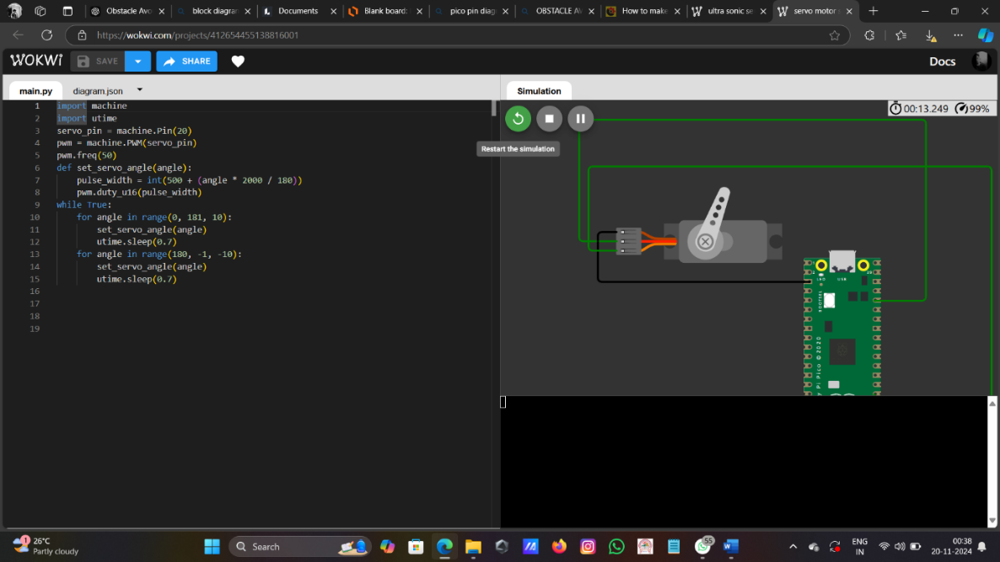 Obstacle Avo
block diagran
Documents
Blank board:
pico pin diag
OBSTACLE AV
How to make
ultra sonic se
servo motor
https://wokwi.com/projects/412654455138816001
WOKWI
SAVE
SHARE
Docs
main.py
diagram.json
Simulation
1 import machine
2 import utime
3 servo_pin = machine.Pin(20)
4 pwm = machine.PWM(servo_pin)
5 pwm.freq(50)
6 def set_servo_angle(angle):
7 pulse_width = int(500 + (angle * 2000 / 180))
8 pwm.duty_u16(pulse_width)
9 while True:
10 for angle in range(0, 181, 10):
11 set_servo_angle(angle)
12 utime.sleep(0.7)
13 for angle in range(180, -1, -10):
14 set_servo_angle(angle)
15 utime.sleep(0.7)
16
17
18
19
00:13.249
99%
Restart the simulation
LED
USB
BOOTSEL
Pi Pico © 2020
1
26°C
Partly cloudy
Search
55
ENG
IN
00:38
20-11-2024